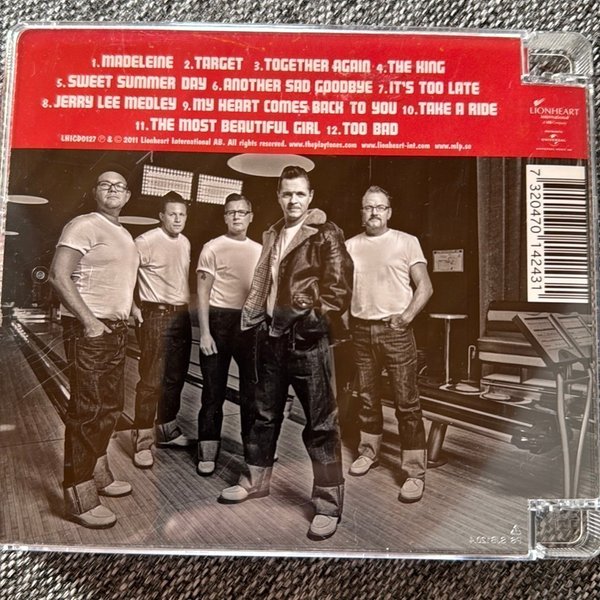 1. MADELEINE 2. TARGET 3. TOGETHER AGAIN 4. THE KING
5. SWEET SUMMER DAY 6. ANOTHER SAD GOODBYE 7. IT'S TOO LATE
8. JERRY LEE MEDLEY 9. MY HEART COMES BACK TO YOU 10. TAKE A RIDE
11. THE MOST BEAUTIFUL GIRL 12. TOO BAD
LHICD0127 ℗ & © 2011 Lionheart International AB. All rights reserved. www.theplaytones.com www.lionheart-int.com www.mlp.se
LIONHEART
International
UNIVERSAL
7 320470 142431